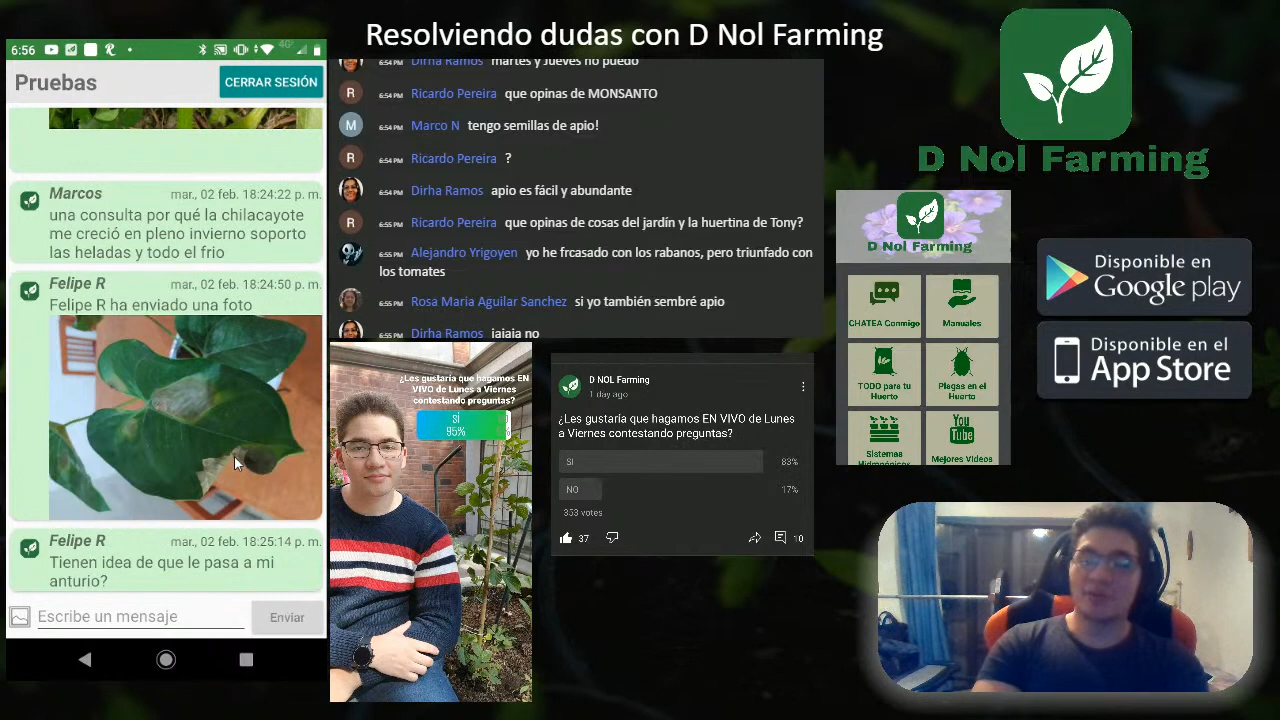 Resolviendo dudas con D Nol Farming
6:56
Pruebas
CERRAR SESIÓN
Marcos mar., 02 feb. 18:24:22 p. m.
una consulta por qué la chilacayote
me creció en pleno invierno soporto
las heladas y todo el frio
Felipe R mar., 02 feb. 18:24:50 p. m.
Felipe R ha enviado una foto
Felipe R mar., 02 feb. 18:25:14 p. m.
Tienen idea de que le pasa a mi
anturio?
Escribe un mensaje
Enviar
6:54 PM Dirha Ramos martes y Jueves no puedo
R 6:54 PM Ricardo Pereira que opinas de MONSANTO
M 6:54 PM Marco N tengo semillas de apio!
R 6:54 PM Ricardo Pereira ?
6:54 PM Dirha Ramos apio es fácil y abundante
R 6:55 PM Ricardo Pereira que opinas de cosas del jardín y la huertina de Tony?
6:55 PM Alejandro Yrigoyen yo he frcasado con los rabanos, pero triunfado con
los tomates
6:55 PM Rosa Maria Aguilar Sanchez si yo también sembré apio
6:55 PM Dirha Ramos jajaja no
¿Les gustaría que hagamos EN
VIVO de Lunes a Viernes
contestando preguntas?
SÍ
95%
D NOL Farming
1 day ago
¿Les gustaría que hagamos EN VIVO de Lunes
a Viernes contestando preguntas?
SI 83%
NO 17%
353 votes
37
10
D Nol Farming
D Nol Farming
CHATEA Conmigo
Manuales
TODO para tu
Huerto
Plagas en el
Huerto
Sistemas
Hidropónicos
You
Tube
Mejores Videos
Disponible en
Google play
Disponible en el
App Store